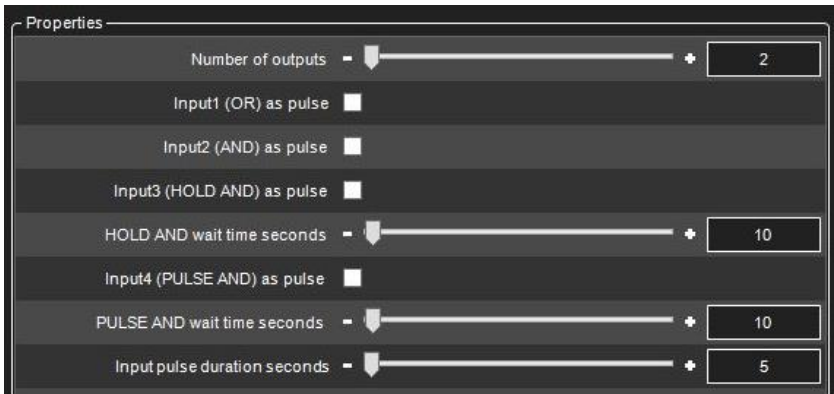 Properties
Number of outputs - + 2
Input1 (OR) as pulse
Input2 (AND) as pulse
Input3 (HOLD AND) as pulse
HOLD AND wait time seconds - + 10
Input4 (PULSE AND) as pulse
PULSE AND wait time seconds - + 10
Input pulse duration seconds - + 5